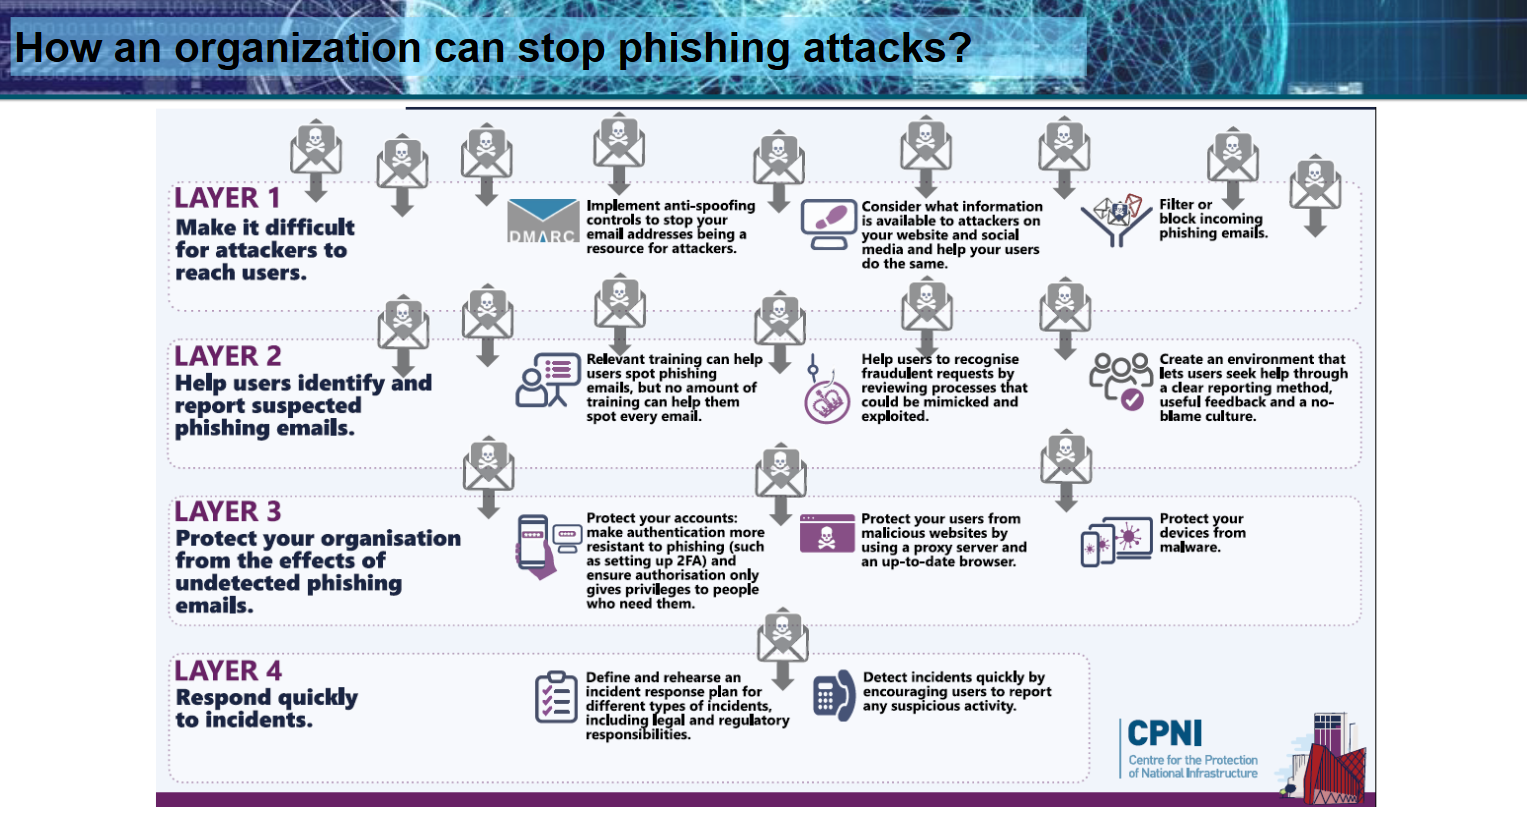 How an organization can stop phishing attacks?
LAYER 1
Make it difficult
for attackers to
reach users.
DMARC
Implement anti-spoofing
controls to stop your
email addresses being a
resource for attackers.
Consider what information
is available to attackers on
your website and social
media and help your users
do the same.
Filter or
block incoming
phishing emails.
LAYER 2
Help users identify and
report suspected
phishing emails.
Relevant training can help
users spot phishing
emails, but no amount of
training can help them
spot every email.
Help users to recognise
fraudulent requests by
reviewing processes that
could be mimicked and
exploited.
Create an environment that
lets users seek help through
a clear reporting method,
useful feedback and a no-
blame culture.
LAYER 3
Protect your organisation
from the effects of
undetected phishing
emails.
Protect your accounts:
make authentication more
resistant to phishing (such
as setting up 2FA) and
ensure authorisation only
gives privileges to people
who need them.
Protect your users from
malicious websites by
using a proxy server and
an up-to-date browser.
Protect your
devices from
malware.
LAYER 4
Respond quickly
to incidents.
Define and rehearse an
incident response plan for
different types of incidents,
including legal and regulatory
responsibilities.
Detect incidents quickly by
encouraging users to report
any suspicious activity.
CPNI
Centre for the Protection
of National Infrastructure